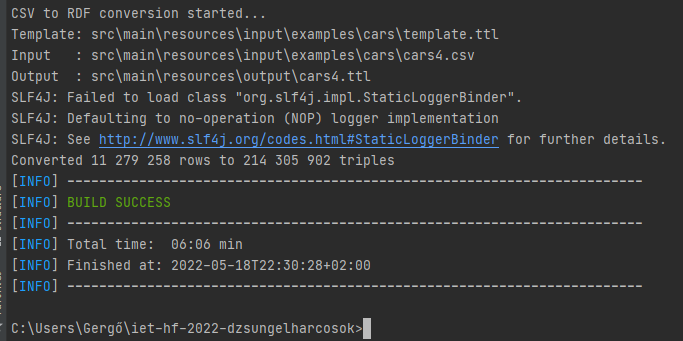 CSV to RDF conversion started...
Template: src\main\resources\input\examples\cars\template.ttl
Input   : src\main\resources\input\examples\cars\cars4.csv
Output  : src\main\resources\output\cars4.ttl
SLF4J: Failed to load class "org.slf4j.impl.StaticLoggerBinder".
SLF4J: Defaulting to no-operation (NOP) logger implementation
SLF4J: See http://www.slf4j.org/codes.html#StaticLoggerBinder for further details.
Converted 11 279 258 rows to 214 305 902 triples
[INFO] ------------------------------------------------------------------------
[INFO] BUILD SUCCESS
[INFO] ------------------------------------------------------------------------
[INFO] Total time:  06:06 min
[INFO] Finished at: 2022-05-18T22:30:28+02:00
[INFO] ------------------------------------------------------------------------
C:\Users\Gergő\iet-hf-2022-dzsungelharcosok>